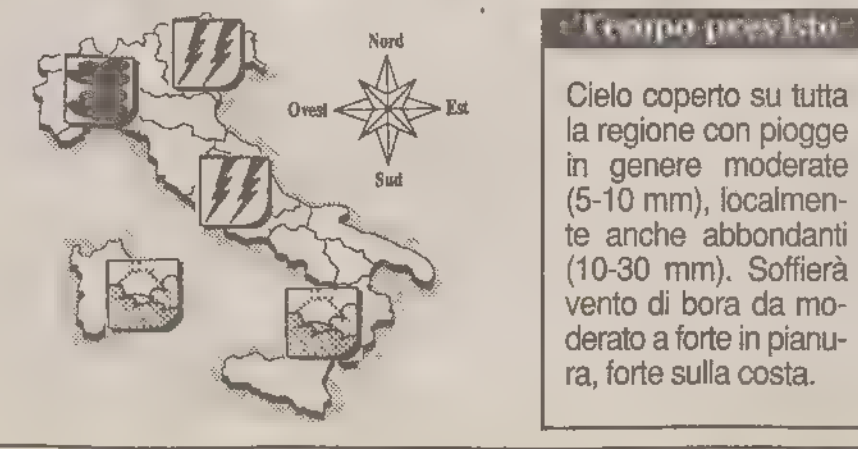 Nord
Ovest
Est
Sud
Tempo previsto
Cielo coperto su tutta
la regione con piogge
in genere moderate
(5-10 mm), localmen-
te anche abbondanti
(10-30 mm). Soffierà
vento di bora da mo-
derato a forte in pianu-
ra, forte sulla costa.